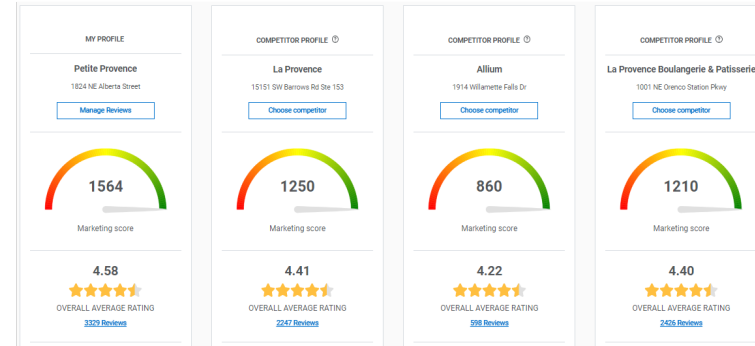 MY PROFILE
Petite Provence
1824 NE Alberta Street
Manage Reviews
1564
Marketing score
4.58
OVERALL AVERAGE RATING
3329 Reviews
COMPETITOR PROFILE
La Provence
15151 SW Barrows Rd Ste 153
Choose competitor
1250
Marketing score
4.41
OVERALL AVERAGE RATING
2247 Reviews
COMPETITOR PROFILE
Allium
1914 Willamette Falls Dr
Choose competitor
860
Marketing score
4.22
OVERALL AVERAGE RATING
598 Reviews
COMPETITOR PROFILE
La Provence Boulangerie & Patisserie
1001 NE Orenco Station Pkwy
Choose competitor
1210
Marketing score
4.40
OVERALL AVERAGE RATING
2426 Reviews